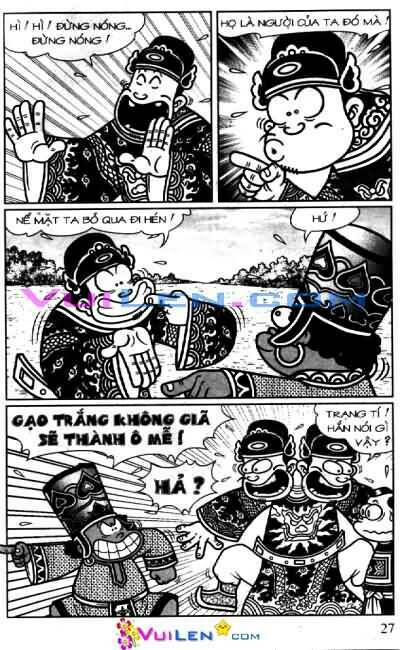 HÌ! HÌ! ĐỪNG NÓNG...
ĐỪNG NÓNG!
HỌ LÀ NGƯỜI CỦA TA ĐÓ MÀ!
NỂ MẶT TA BỎ QUA ĐI HÉN!
HỨ!
VUILEN.COM
GẠO TRẮNG KHÔNG GIÃ
SẼ THÀNH Ô MỄ!
HẢ?
TRẠNG TÍ!
HẮN NÓI GÌ
VẬY?
27
VUILEN.COM